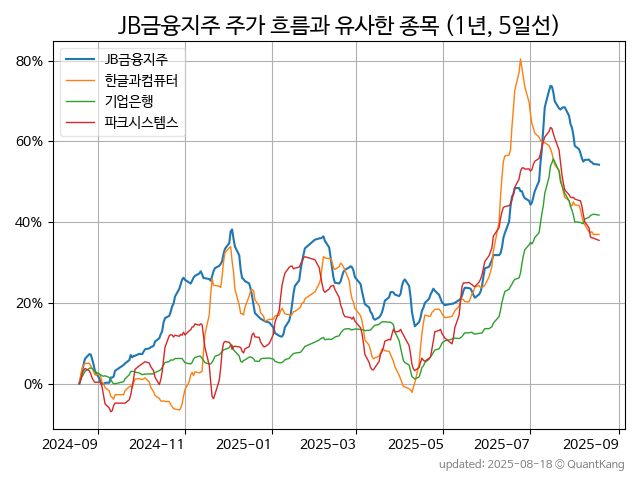 JB금융지주 주가 흐름과 유사한 종목 (1년, 5일선)
JB금융지주
한글과컴퓨터
기업은행
파크시스템스
80%
60%
40%
20%
0%
2024-09 2024-11 2025-01 2025-03 2025-05 2025-07 2025-09
updated: 2025-08-18 © QuantKang